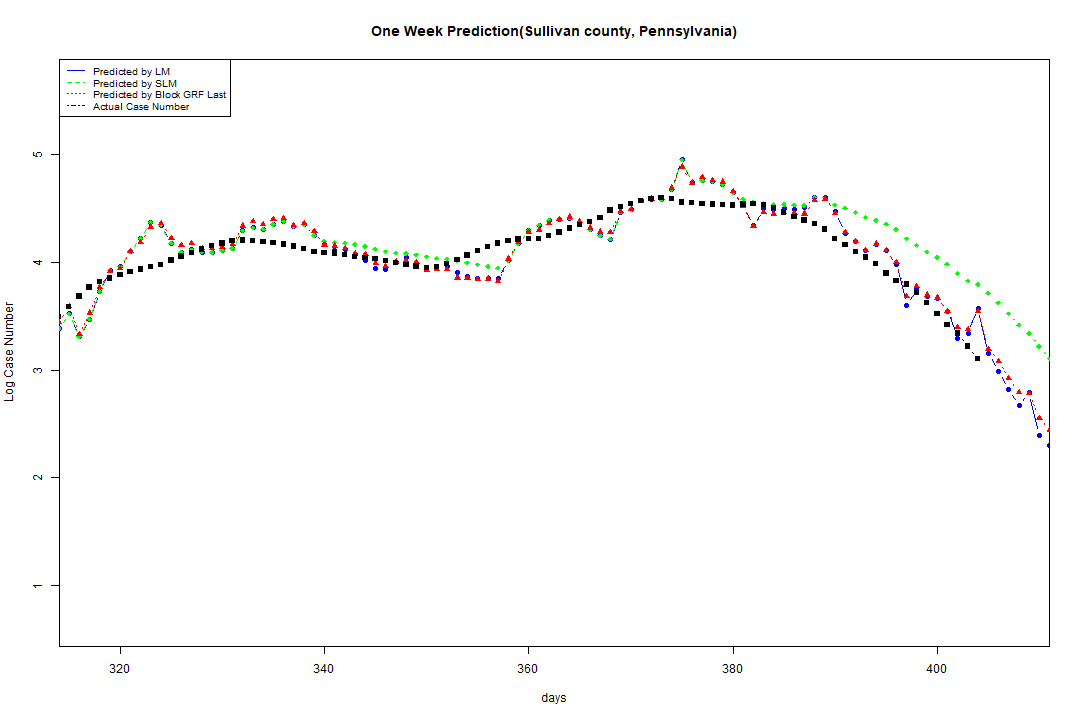 One Week Prediction(Sullivan county, Pennsylvania)
Predicted by LM
Predicted by SLM
Predicted by Block GRF Last
Actual Case Number
5
4
3
2
1
Log Case Number
320 340 360 380 400
days